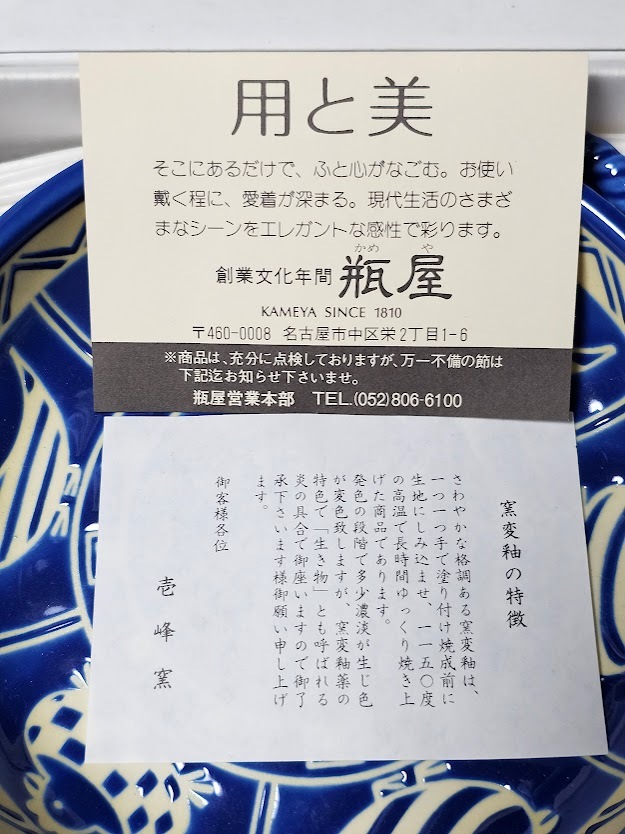 用と美
そこにあるだけで、ふと心がなごむ。お使い
戴く程に、愛着が深まる。現代生活のさまざ
まなシーンをエレガントな感性で彩ります。
かめ や
創業文化年間 瓶屋
KAMEYA SINCE 1810
〒460-0008 名古屋市中区栄2丁目1-6
※商品は、充分に点検しておりますが、万一不備の節は
下記迄お知らせ下さいませ。
瓶屋営業本部 TEL.(052)806-6100
窯変釉の特徴
さわやかな格調ある窯変釉は、
一つ一つ手で塗り付け焼成前に
生地にしみ込ませ、一一五〇度
の高温で長時間ゆっくり焼き上
げた商品であります。
発色の段階で多少濃淡が生じ色
が変色致しますが、窯変釉薬の
特色で「生き物」とも呼ばれる
炎の具合で御座いますので御了
承下さいます様御願い申し上げ
ます。
御客様各位
壱峰窯